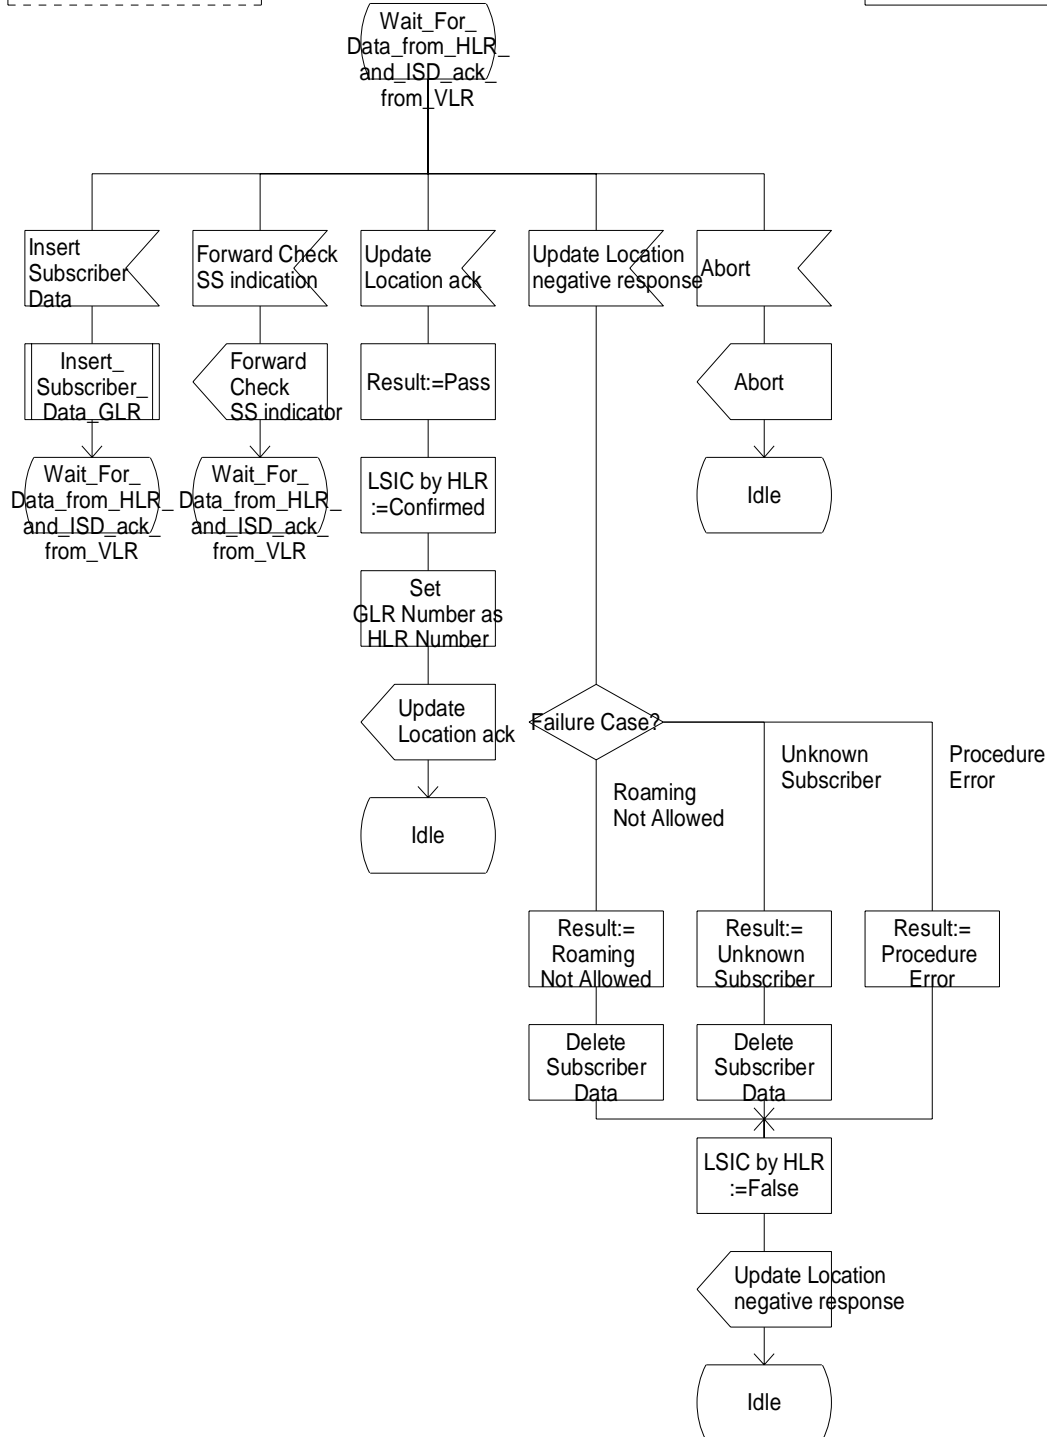 Wait_For_
Data_from_HLR_
and_ISD_ack_
from_VLR
Insert
Subscriber
Data
Forward Check
SS indication
Update
Location ack
Update Location
negative response
Abort
Insert_
Subscriber_
Data_GLR
Forward
Check
SS indicator
Result:=Pass
Abort
Wait_For_
Data_from_HLR_
and_ISD_ack_
from_VLR
Wait_For_
Data_from_HLR_
and_ISD_ack_
from_VLR
LSIC by HLR
:=Confirmed
Idle
Set
GLR Number as
HLR Number
Update
Location ack
Failure Case?
Unknown
Subscriber
Procedure
Error
Roaming
Not Allowed
Idle
Result:=
Roaming
Not Allowed
Result:=
Unknown
Subscriber
Result:=
Procedure
Error
Delete
Subscriber
Data
Delete
Subscriber
Data
LSIC by HLR
:=False
Update Location
negative response
Idle